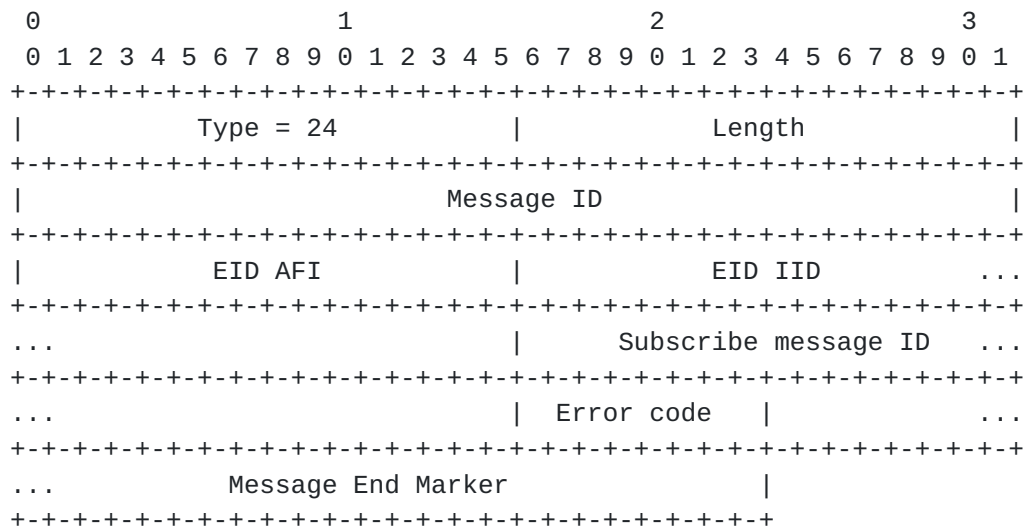 0                   1                   2                   3
 0 1 2 3 4 5 6 7 8 9 0 1 2 3 4 5 6 7 8 9 0 1 2 3 4 5 6 7 8 9 0 1
+-+-+-+-+-+-+-+-+-+-+-+-+-+-+-+-+-+-+-+-+-+-+-+-+-+-+-+-+-+-+-+-+
|           Type = 24           |            Length             |
+-+-+-+-+-+-+-+-+-+-+-+-+-+-+-+-+-+-+-+-+-+-+-+-+-+-+-+-+-+-+-+-+
|                           Message ID                          |
+-+-+-+-+-+-+-+-+-+-+-+-+-+-+-+-+-+-+-+-+-+-+-+-+-+-+-+-+-+-+-+-+
|            EID AFI            |            EID IID          ...
+-+-+-+-+-+-+-+-+-+-+-+-+-+-+-+-+-+-+-+-+-+-+-+-+-+-+-+-+-+-+-+-+
...                             |      Subscribe message ID   ...
+-+-+-+-+-+-+-+-+-+-+-+-+-+-+-+-+-+-+-+-+-+-+-+-+-+-+-+-+-+-+-+-+
...                             |  Error code   |             ...
+-+-+-+-+-+-+-+-+-+-+-+-+-+-+-+-+-+-+-+-+-+-+-+-+-+-+-+-+-+-+-+-+
...           Message End Marker                |
+-+-+-+-+-+-+-+-+-+-+-+-+-+-+-+-+-+-+-+-+-+-+-+-+